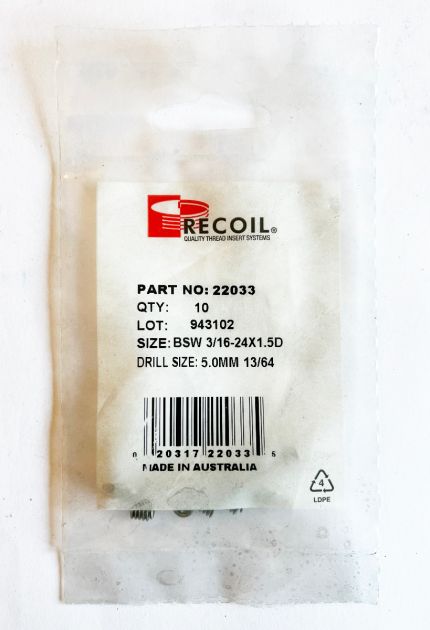 RECOIL®
QUALITY THREAD INSERT SYSTEMS
PART NO: 22033
QTY: 10
LOT: 943102
SIZE: BSW 3/16-24X1.5D
DRILL SIZE: 5.0MM 13/64
0 20317 22033 5
MADE IN AUSTRALIA
4
LDPE